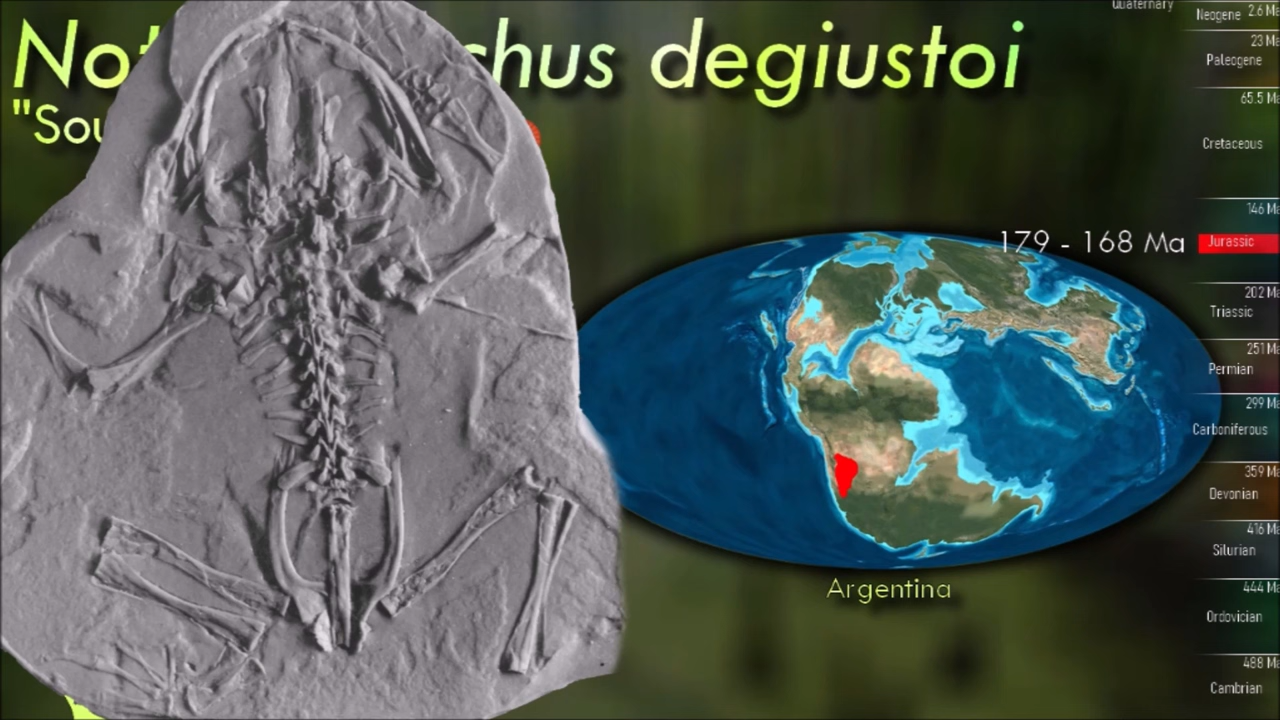 Not chus degiustoi
"Sou
179 - 168 Ma
Argentina
Quaternary
2.6 Ma
Neogene
23 Ma
Paleogene
65.5 Ma
Cretaceous
146 Ma
Jurassic
202 Ma
Triassic
251 Ma
Permian
299 Ma
Carboniferous
359 Ma
Devonian
416 Ma
Silurian
444 Ma
Ordovician
488 Ma
Cambrian